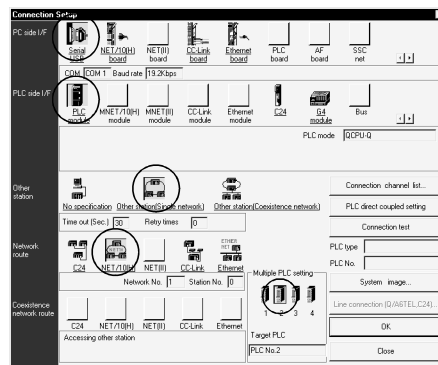 Connection Setup
PC side I/F
Serial USB
NET/10(H) board
NET(II) board
CC-Link board
Ethernet board
PLC board
AF board
SSC net
COM COM 1 Baud rate 19.2Kbps
PLC side I/F
PLC module
MNET/10(H) module
MNET(II) module
CC-Link module
Ethernet module
C24
G4 module
Bus
PLC mode QCPU-Q
Other station
No specification
Other station(Single network)
Other station(Coexistence network)
Time out (Sec.) 30 Retry times 0
Connection channel list...
PLC direct coupled setting
Connection test
PLC type
PLC No.
System image...
Line connection (Q/A6TEL,C24)...
OK
Close
Network route
C24
NET/10(H)
NET(II)
CC-Link
Ethernet
Network No. 1 Station No. 0
Multiple PLC setting
1 2 3 4
Target PLC
PLC No.2
Coexistence network route
C24
NET/10(H)
NET(II)
CC-Link
Ethernet
Accessing other station